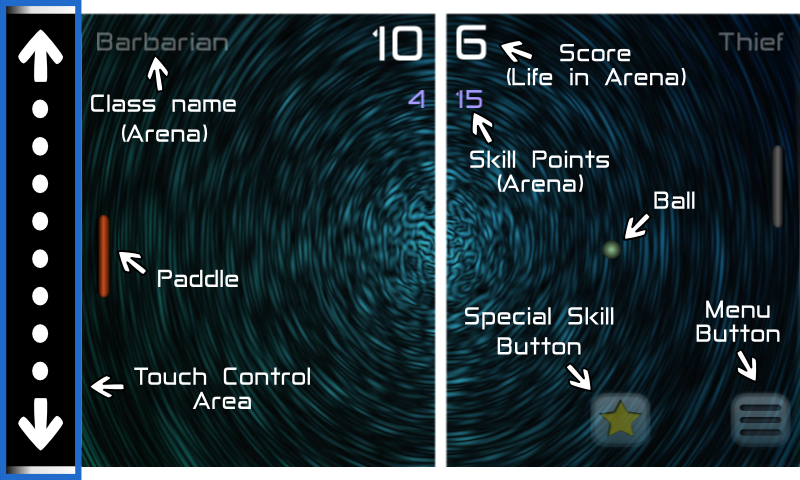 Barbarian
10
6
Thief
Score
(Life in Arena)
Class name
(Arena)
4
15
Skill Points
(Arena)
Ball
Paddle
Special Skill
Button
Menu
Button
Touch Control
Area